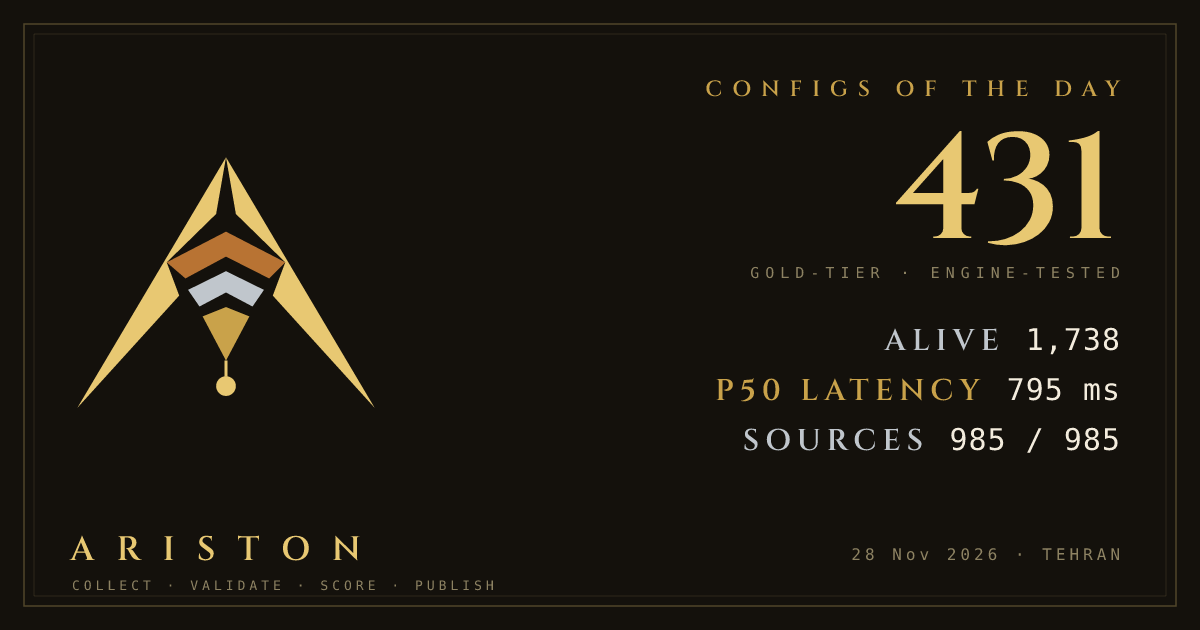 CONFIGS OF THE DAY
431
GOLD-TIER · ENGINE-TESTED
ALIVE 1,738
P50 LATENCY 795 ms
SOURCES 985 / 985
ARISTON
COLLECT · VALIDATE · SCORE · PUBLISH
28 Nov 2026 · TEHRAN